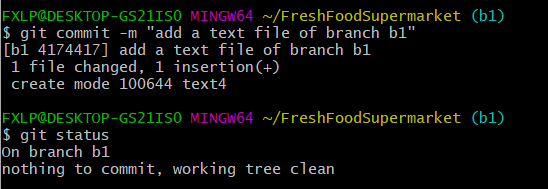 FXLP@DESKTOP-GS21ISO MINGW64 ~/FreshFoodSupermarket (b1)
$ git commit -m "add a text file of branch b1"
[b1 4174417] add a text file of branch b1
 1 file changed, 1 insertion(+)
 create mode 100644 text4

FXLP@DESKTOP-GS21ISO MINGW64 ~/FreshFoodSupermarket (b1)
$ git status
On branch b1
nothing to commit, working tree clean